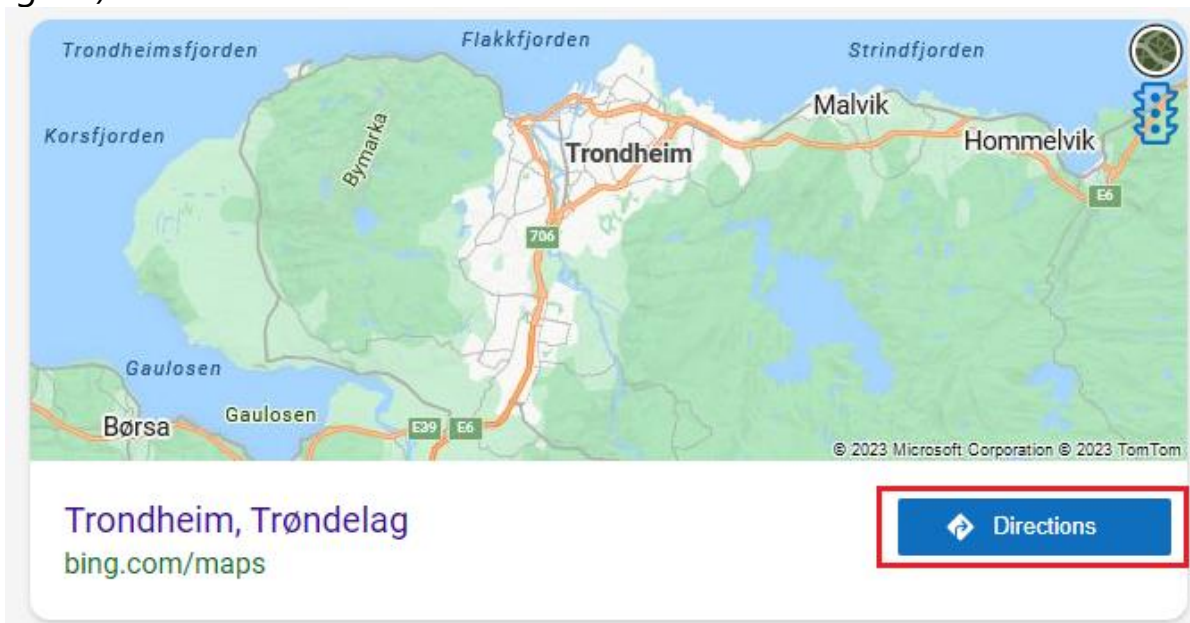 Trondheimsfjorden
Flakkfjorden
Strindfjorden
Korsfjorden
Bymarka
Malvik
Trondheim
Hommelvik
E6
706
Gaulosen
Børsa
Gaulosen
E39 E6
© 2023 Microsoft Corporation © 2023 TomTom
Trondheim, Trøndelag
Directions
bing.com/maps